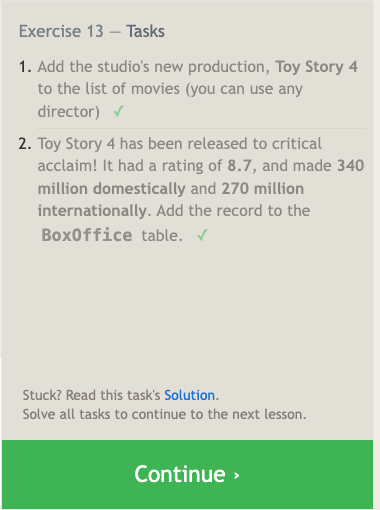 Exercise 13 — Tasks
1. Add the studio's new production, Toy Story 4
to the list of movies (you can use any
director) ✓
2. Toy Story 4 has been released to critical
acclaim! It had a rating of 8.7, and made 340
million domestically and 270 million
internationally. Add the record to the
BoxOffice table. ✓
Stuck? Read this task's Solution.
Solve all tasks to continue to the next lesson.
Continue ›